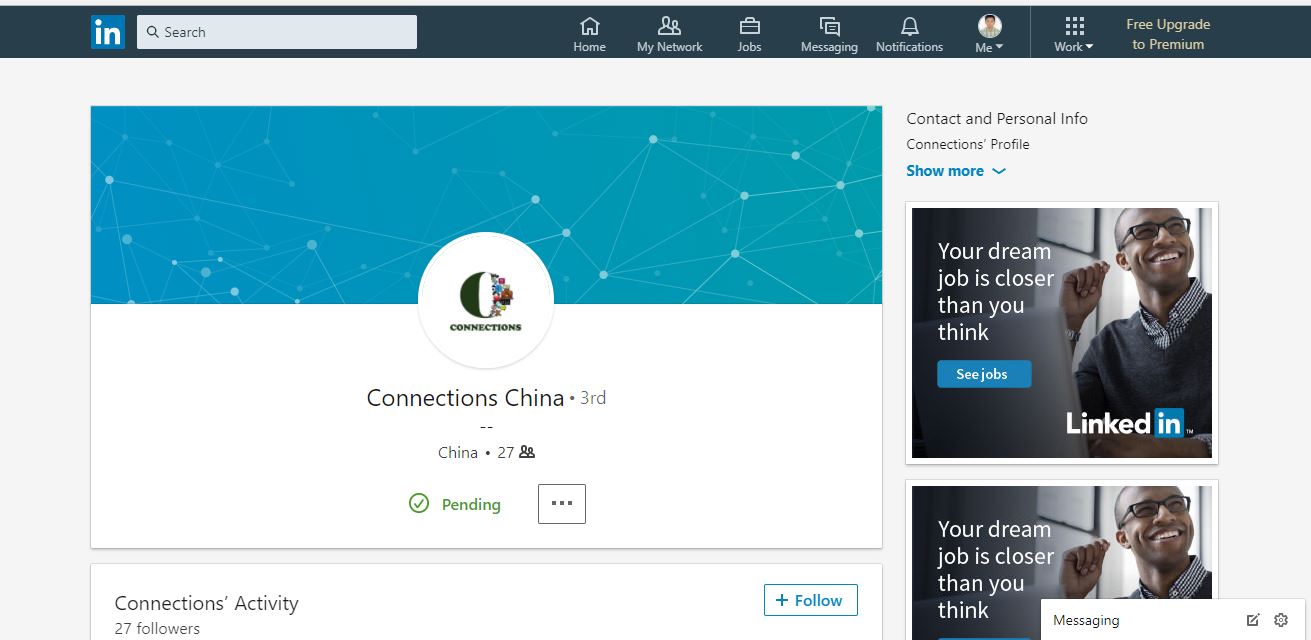 in
Search
Home
My Network
Jobs
Messaging
Notifications
Me
Work
Free Upgrade
to Premium
CONNECTIONS
Connections China • 3rd
--
China • 27
Pending
Connections’ Activity
27 followers
+ Follow
Contact and Personal Info
Connections’ Profile
Show more
Your dream
job is closer
than you
think
See jobs
Linked in™
Your dream
job is closer
than you
think
Messaging